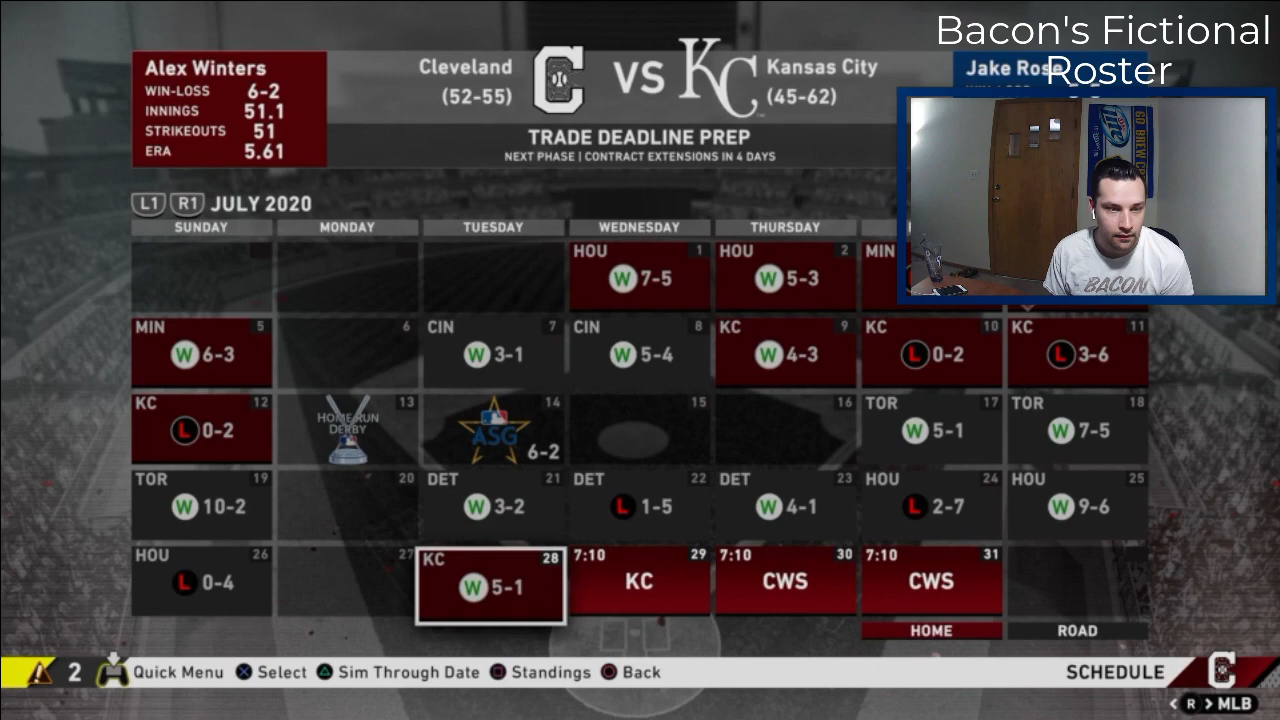 Bacon's Fictional
Roster
Alex Winters
WIN-LOSS 6-2
INNINGS 51.1
STRIKEOUTS 51
ERA 5.61
Cleveland
(52-55)
C VS KC
Kansas City
(45-62)
Jake Rose
TRADE DEADLINE PREP
NEXT PHASE | CONTRACT EXTENSIONS IN 4 DAYS
GO BREW
BACON
L1 R1 JULY 2020
SUNDAY MONDAY TUESDAY WEDNESDAY THURSDAY
HOU 1 HOU 2 MIN
W 7-5 W 5-3
MIN 5 6 CIN 7 CIN 8 KC 9 KC 10 KC 11
W 6-3 W 3-1 W 5-4 W 4-3 L 0-2 L 3-6
KC 12 13 14 15 16 TOR 17 TOR 18
L 0-2 HOME RUN DERBY ASG 6-2 W 5-1 W 7-5
TOR 19 20 DET 21 DET 22 DET 23 HOU 24 HOU 25
W 10-2 W 3-2 L 1-5 W 4-1 L 2-7 W 9-6
HOU 26 27 KC 28 7:10 29 7:10 30 7:10 31
L 0-4 W 5-1 KC CWS CWS
HOME ROAD
2 Quick Menu Select Sim Through Date Standings Back SCHEDULE C
< R > MLB